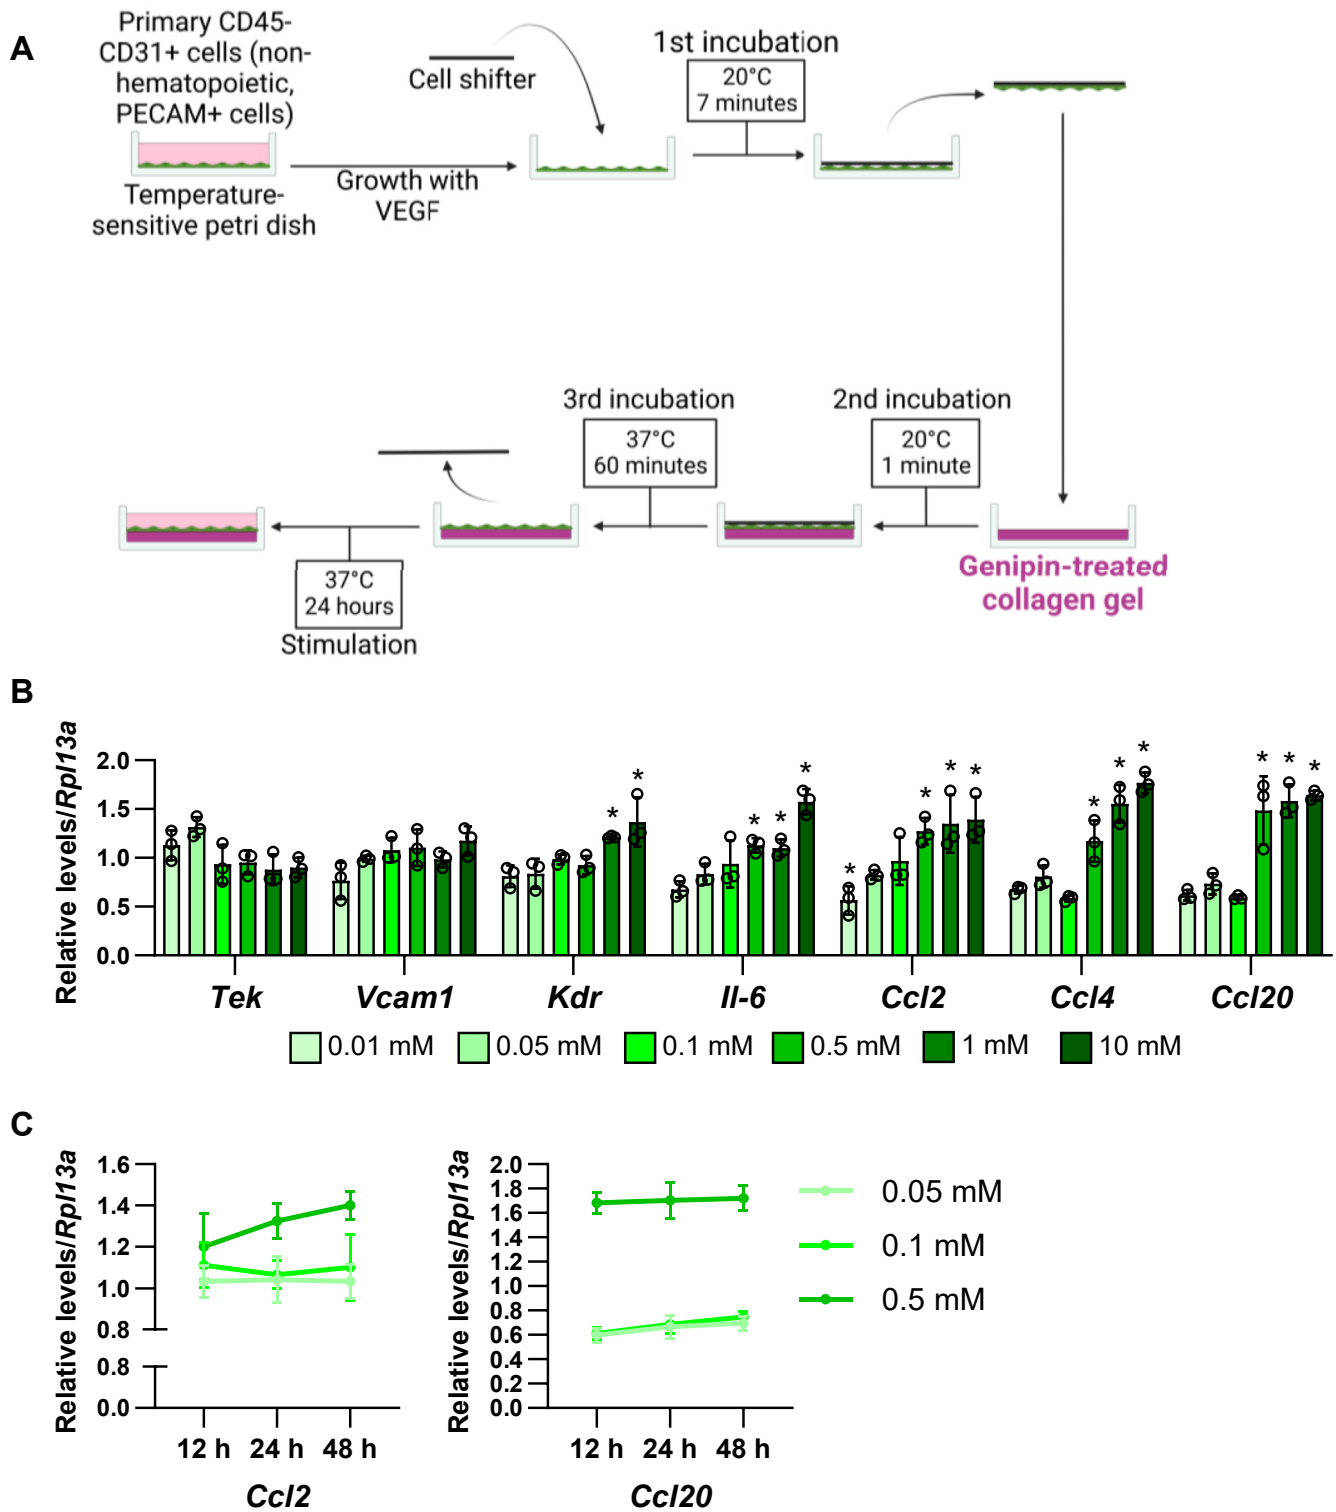 A
Primary CD45-
CD31+ cells (non-
hematopoietic,
PECAM+ cells)
Temperature-
sensitive petri dish
Cell shifter
Growth with
VEGF
1st incubation
20°C
7 minutes
Genipin-treated
collagen gel
2nd incubation
20°C
1 minute
3rd incubation
37°C
60 minutes
37°C
24 hours
Stimulation
B
Relative levels/Rpl13a
2.0
1.5
1.0
0.5
0.0
* * * * * * * * * * * * * * *
Tek Vcam1 Kdr Il-6 Ccl2 Ccl4 Ccl20
0.01 mM 0.05 mM 0.1 mM 0.5 mM 1 mM 10 mM
C
Relative levels/Rpl13a
1.6
1.4
1.2
1.0
0.8
0.8
0.0
12 h 24 h 48 h
Ccl2
Relative levels/Rpl13a
2.0
1.8
1.6
1.4
1.2
1.0
0.8
0.6
0.4
0.2
0.0
12 h 24 h 48 h
Ccl20
0.05 mM
0.1 mM
0.5 mM